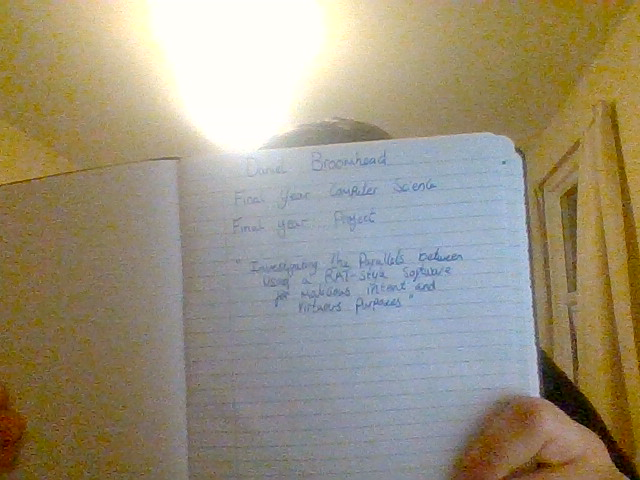 Daniel Broomhead
Final Year Computer Science
Final year Project
"Investigating The Parallels between
using a RAT-Style Software
for Malicious intent and
Virtuous purposes"